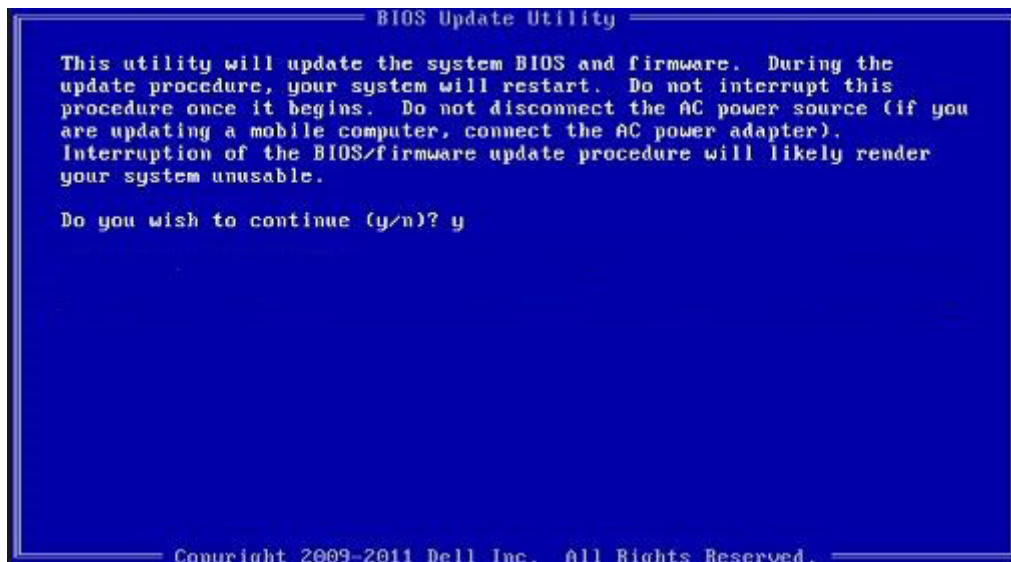 BIOS Update Utility
This utility will update the system BIOS and firmware. During the
update procedure, your system will restart. Do not interrupt this
procedure once it begins. Do not disconnect the AC power source (if you
are updating a mobile computer, connect the AC power adapter).
Interruption of the BIOS/firmware update procedure will likely render
your system unusable.
Do you wish to continue (y/n)? y
Copyright 2009-2011 Dell Inc. All Rights Reserved.